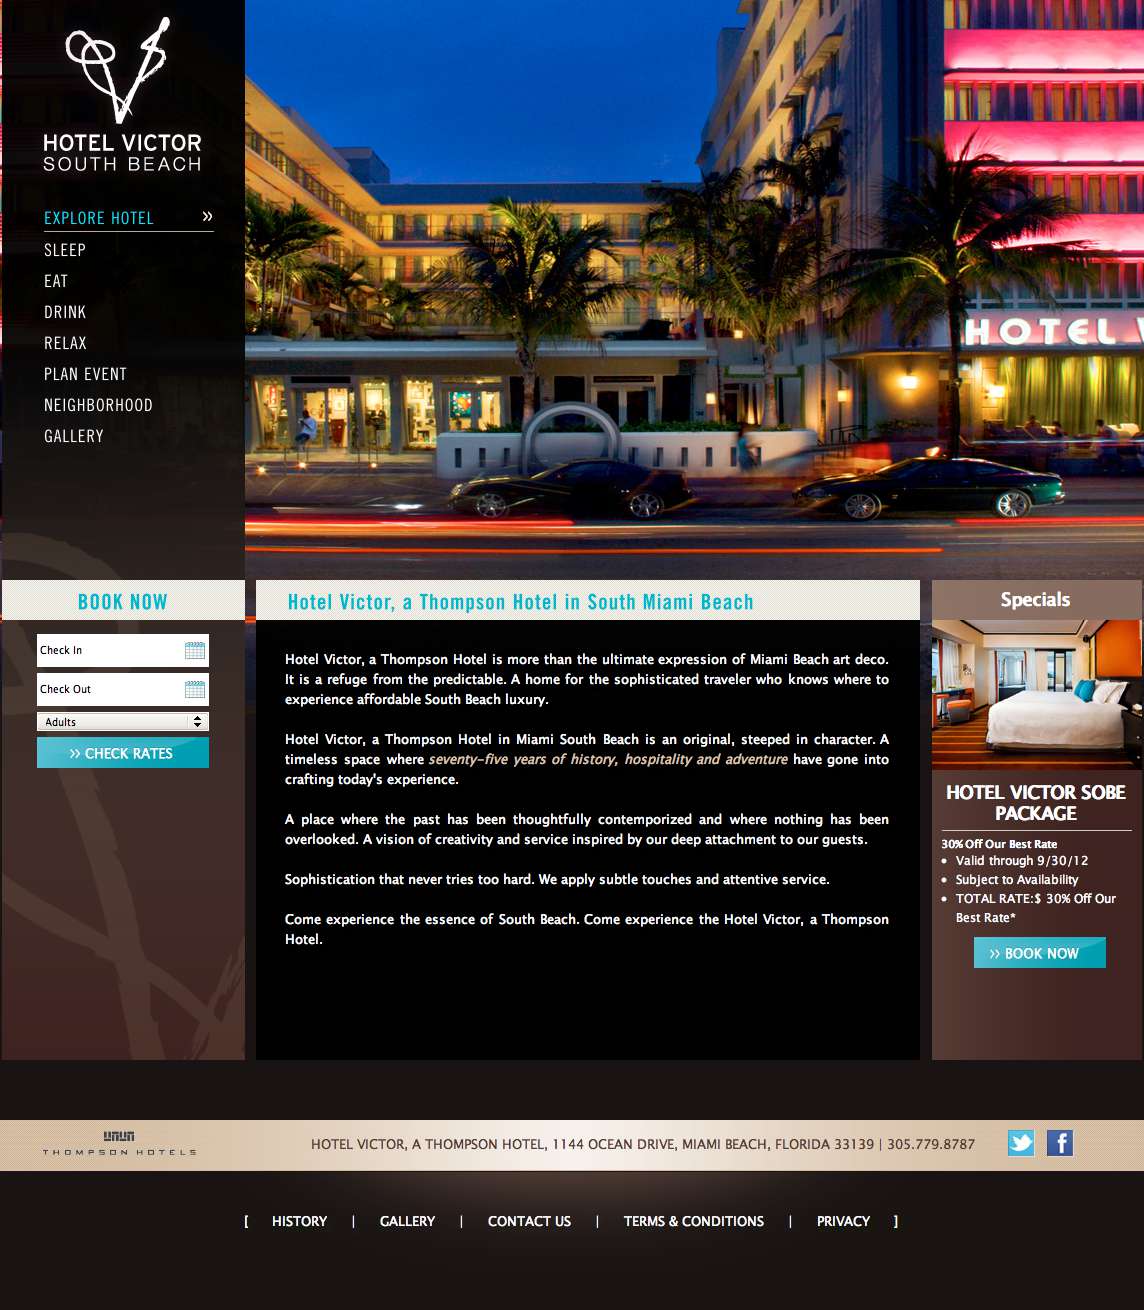 HOTEL VICTOR
SOUTH BEACH
EXPLORE HOTEL »
SLEEP
EAT
DRINK
RELAX
PLAN EVENT
NEIGHBORHOOD
GALLERY
HOTEL V
BOOK NOW
Check In
Check Out
Adults
» CHECK RATES
Hotel Victor, a Thompson Hotel in South Miami Beach
Hotel Victor, a Thompson Hotel is more than the ultimate expression of Miami Beach art deco.
It is a refuge from the predictable. A home for the sophisticated traveler who knows where to
experience affordable South Beach luxury.
Hotel Victor, a Thompson Hotel in Miami South Beach is an original, steeped in character. A
timeless space where seventy-five years of history, hospitality and adventure have gone into
crafting today's experience.
A place where the past has been thoughtfully contemporized and where nothing has been
overlooked. A vision of creativity and service inspired by our deep attachment to our guests.
Sophistication that never tries too hard. We apply subtle touches and attentive service.
Come experience the essence of South Beach. Come experience the Hotel Victor, a Thompson
Hotel.
Specials
HOTEL VICTOR SOBE
PACKAGE
30% Off Our Best Rate
• Valid through 9/30/12
• Subject to Availability
• TOTAL RATE:$ 30% Off Our
Best Rate*
» BOOK NOW
THOMPSON HOTELS
HOTEL VICTOR, A THOMPSON HOTEL, 1144 OCEAN DRIVE, MIAMI BEACH, FLORIDA 33139 | 305.779.8787
[ HISTORY | GALLERY | CONTACT US | TERMS & CONDITIONS | PRIVACY ]